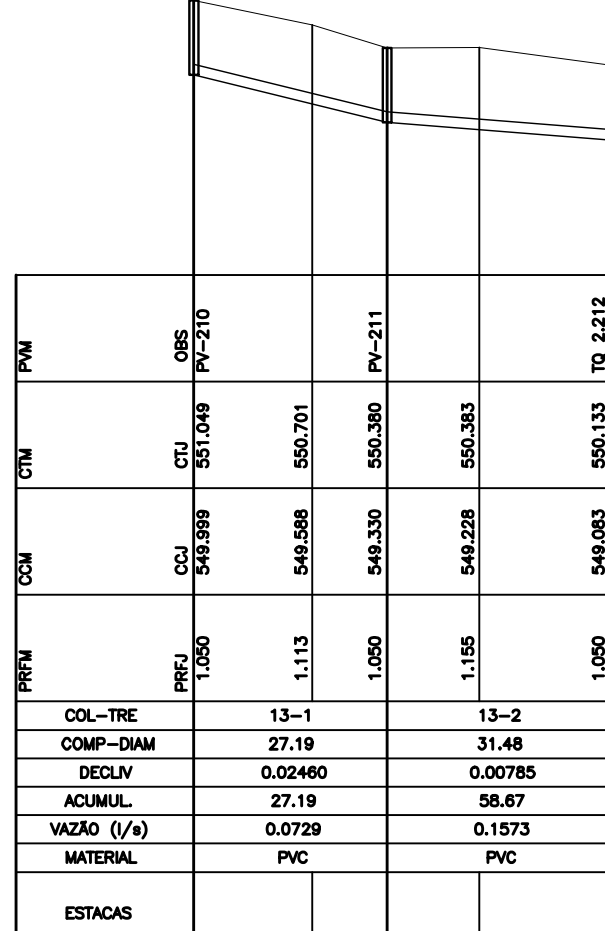 PVM OBS PV-210 PV-211 TQ 2.212
CTM CTJ 551.049 550.701 550.380 550.383 550.133
CCM CCJ 549.999 549.588 549.330 549.228 549.083
PRFM PRFJ 1.050 1.113 1.050 1.155 1.050
COL-TRE 13-1 13-2
COMP-DIAM 27.19 31.48
DECLIV 0.02460 0.00785
ACUMUL. 27.19 58.67
VAZÃO (l/s) 0.0729 0.1573
MATERIAL PVC PVC
ESTACAS